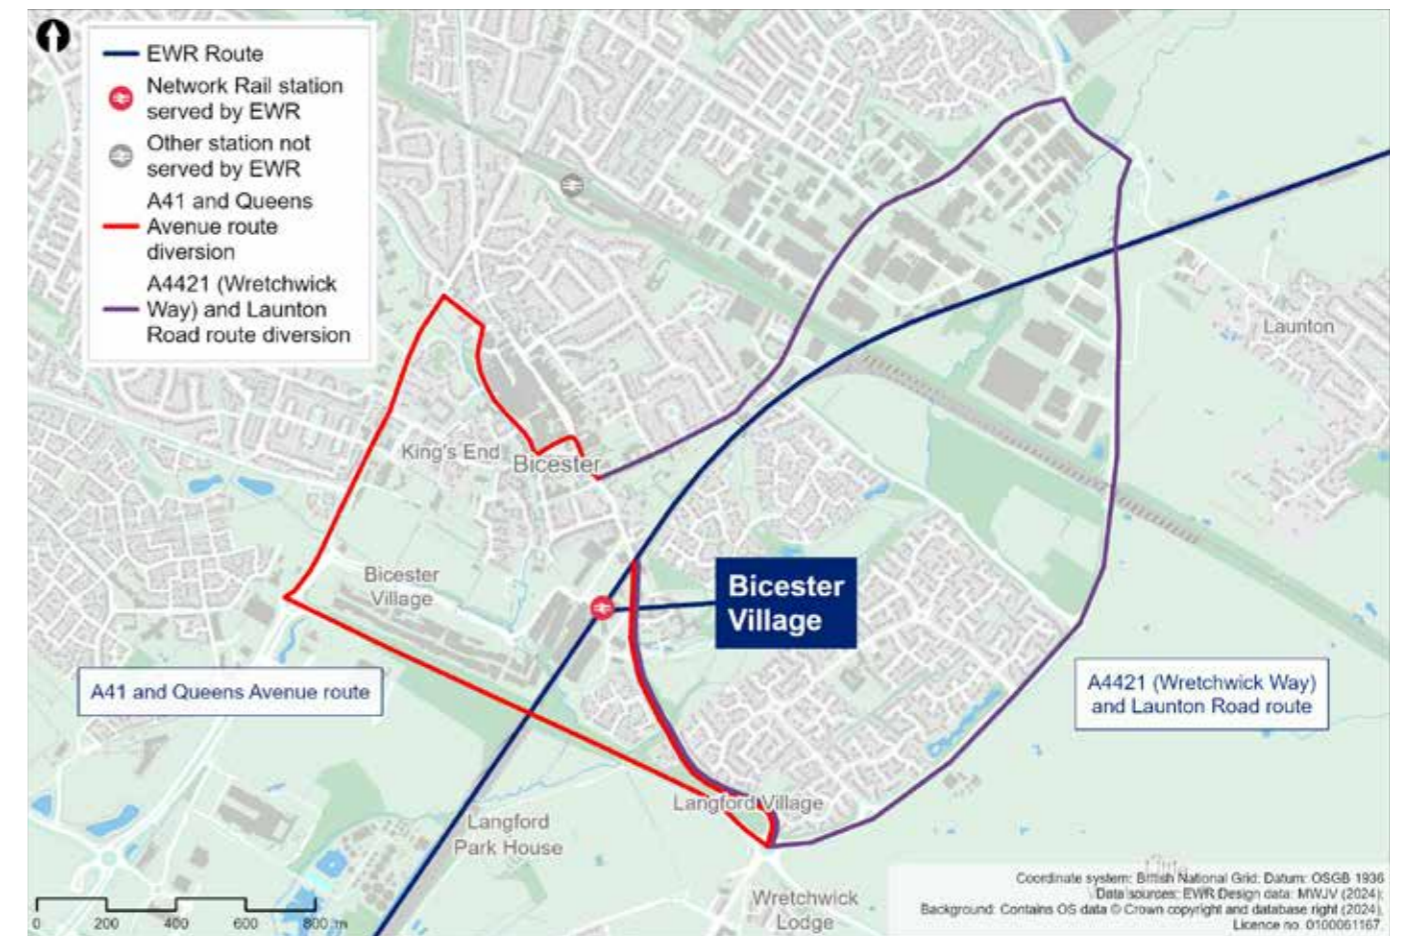 EWR Route
Network Rail station
served by EWR
Other station not
served by EWR
A41 and Queens
Avenue route
diversion
A4421 (Wretchwick
Way) and Launton
Road route diversion
Launton
King's End
Bicester
Bicester
Village
Bicester
Village
A41 and Queens Avenue route
A4421 (Wretchwick Way)
and Launton Road route
Langford Village
Langford
Park House
Wretchwick
Lodge
0 200 400 600 800 m
Coordinate system: British National Grid; Datum: OSGB 1936
Data sources: EWR Design data: MWJV (2024);
Background: Contains OS data © Crown copyright and database right (2024),
Licence no. 0100061167.